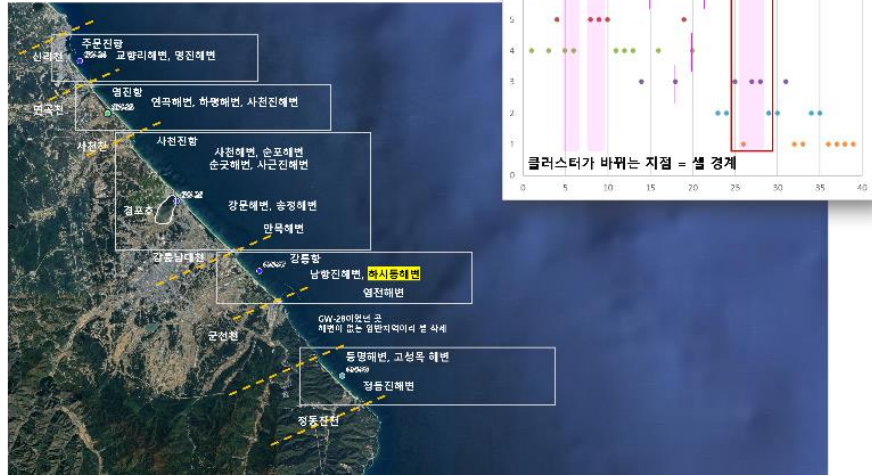 주문진항
신리천
교항리해변, 영진해변
연곡천
영진항
연곡해변, 하평해변, 사천진해변
사천천
사천진항
사천해변, 순포해변
순긋해변, 사근진해변
경포호
강문해변, 송정해변
안목해변
강릉남대천
강릉항
남항진해변, 하시동해변
염전해변
군선천
GW-28이었던 곳
해변이 없는 암반지역이라 셀 삭제
등명해변, 고성목 해변
정동진해변
정동진천
5
4
3
2
1
0
클러스터가 바뀌는 지점 = 셀 경계
0 5 10 15 20 25 30 35 40